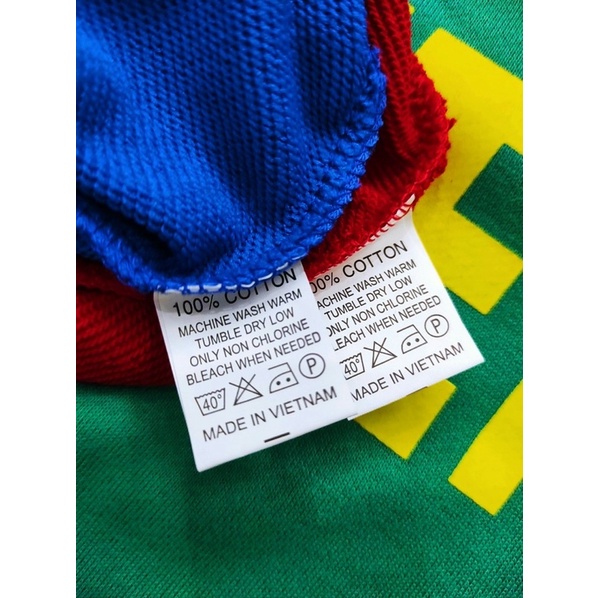 100% COTTON
MACHINE WASH WARM
TUMBLE DRY LOW
ONLY NON CHLORINE
BLEACH WHEN NEEDED
40° P
MADE IN VIETNAM
00% COTTON
MACHINE WASH WARM
TUMBLE DRY LOW
ONLY NON CHLORINE
BLEACH WHEN NEEDED
40° P
MADE IN VIETNAM